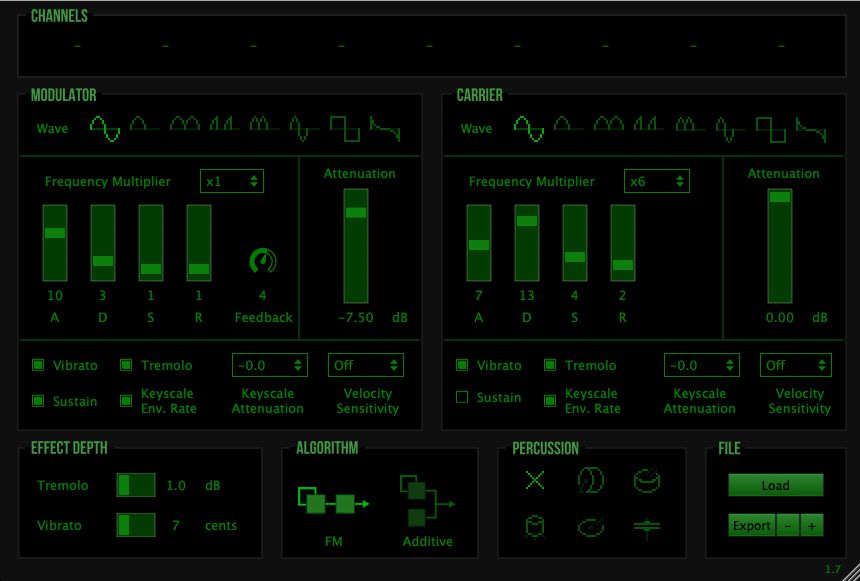 CHANNELS
– – – – – – – – –
MODULATOR
Wave
Frequency Multiplier x1
Attenuation
10 3 1 1 4
A D S R Feedback
-7.50 dB
Vibrato Tremolo -0.0 Off
Sustain Keyscale Env. Rate Keyscale Attenuation Velocity Sensitivity
CARRIER
Wave
Frequency Multiplier x6
Attenuation
7 13 4 2
A D S R
0.00 dB
Vibrato Tremolo -0.0 Off
Sustain Keyscale Env. Rate Keyscale Attenuation Velocity Sensitivity
EFFECT DEPTH
Tremolo 1.0 dB
Vibrato 7 cents
ALGORITHM
FM Additive
PERCUSSION
FILE
Load
Export - +
1.7